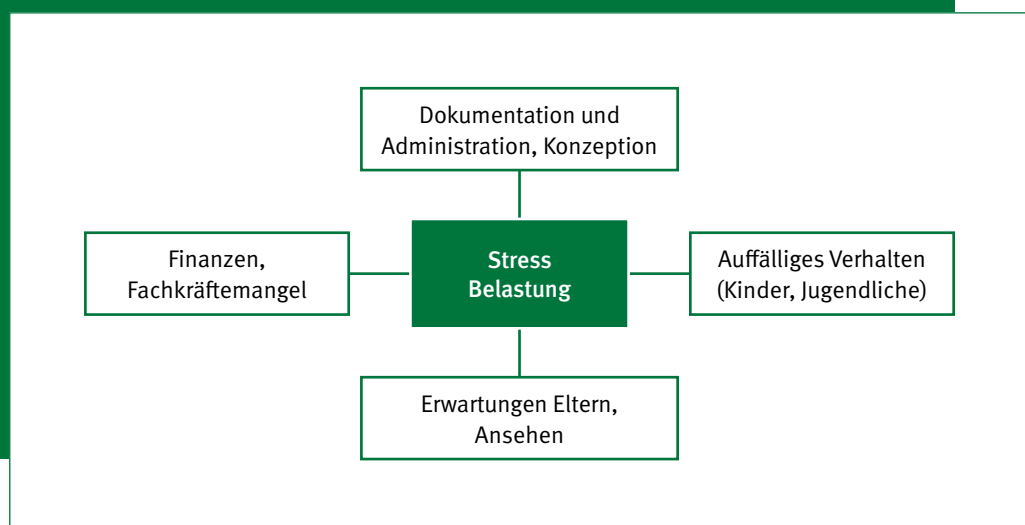 Dokumentation und
Administration, Konzeption
Finanzen,
Fachkräftemangel
Stress
Belastung
Auffälliges Verhalten
(Kinder, Jugendliche)
Erwartungen Eltern,
Ansehen